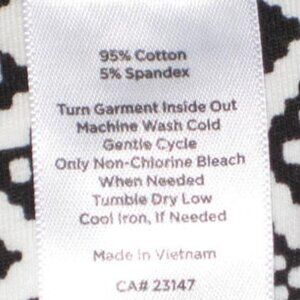 95% Cotton
5% Spandex
Turn Garment Inside Out
Machine Wash Cold
Gentle Cycle
Only Non-Chlorine Bleach
When Needed
Tumble Dry Low
Cool Iron, If Needed
Made in Vietnam
CA# 23147